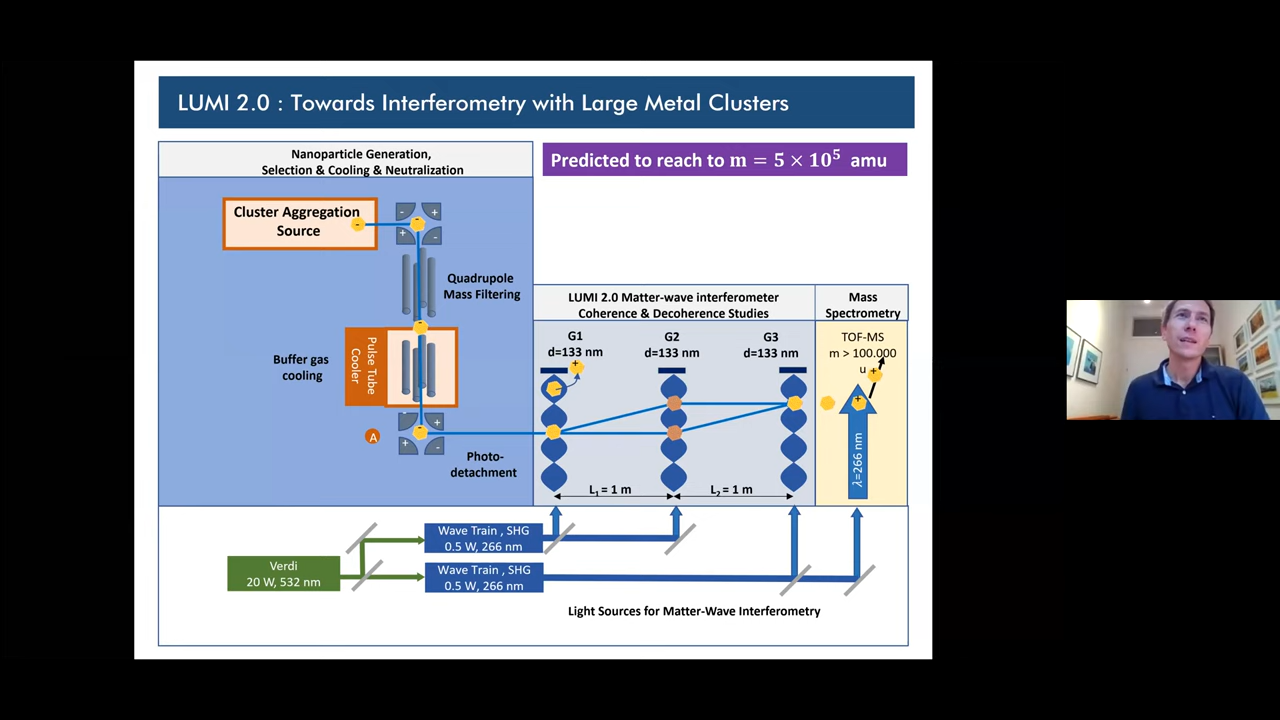 LUMI 2.0 : Towards Interferometry with Large Metal Clusters
Nanoparticle Generation,
Selection & Cooling & Neutralization
Predicted to reach to m = 5 × 10⁵ amu
Cluster Aggregation
Source
-
-
-
+
+
-
Quadrupole
Mass Filtering
Pulse Tube
Cooler
Buffer gas
cooling
A
-
+
+
-
Photo-
detachment
LUMI 2.0 Matter-wave interferometer
Coherence & Decoherence Studies
Mass
Spectrometry
G1
d=133 nm
G2
d=133 nm
G3
d=133 nm
TOF-MS
m > 100.000
u
+
+
+
λ=266 nm
L₁ = 1 m
L₂ = 1 m
Wave Train , SHG
0.5 W, 266 nm
Verdi
20 W, 532 nm
Wave Train , SHG
0.5 W, 266 nm
Light Sources for Matter-Wave Interferometry